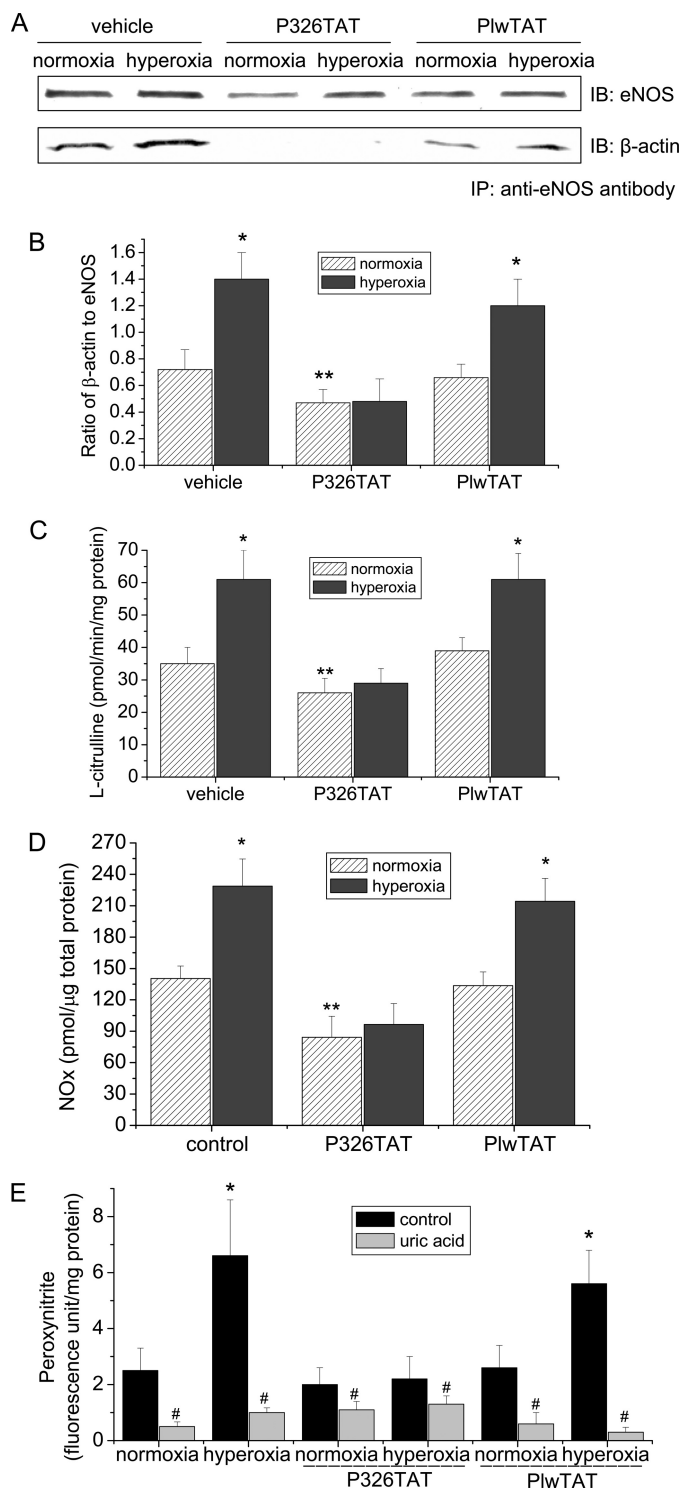 A
vehicle P326TAT PlwTAT
normoxia hyperoxia normoxia hyperoxia normoxia hyperoxia
IB: eNOS
IB: β-actin
IP: anti-eNOS antibody
B
Ratio of β-actin to eNOS
1.6
1.4
1.2
1.0
0.8
0.6
0.4
0.2
0.0
normoxia
hyperoxia
* ** *
vehicle P326TAT PlwTAT
C
L-citrulline (pmol/min/mg protein)
70
60
50
40
30
20
10
0
normoxia
hyperoxia
* ** *
vehicle P326TAT PlwTAT
D
NOx (pmol/μg total protein)
270
240
210
180
150
120
90
60
30
0
normoxia
hyperoxia
* ** *
control P326TAT PlwTAT
E
Peroxynitrite
(fluorescence unit/mg protein)
8
6
4
2
0
control
uric acid
* *
# # # # # #
normoxia hyperoxia normoxia hyperoxia normoxia hyperoxia
P326TAT PlwTAT